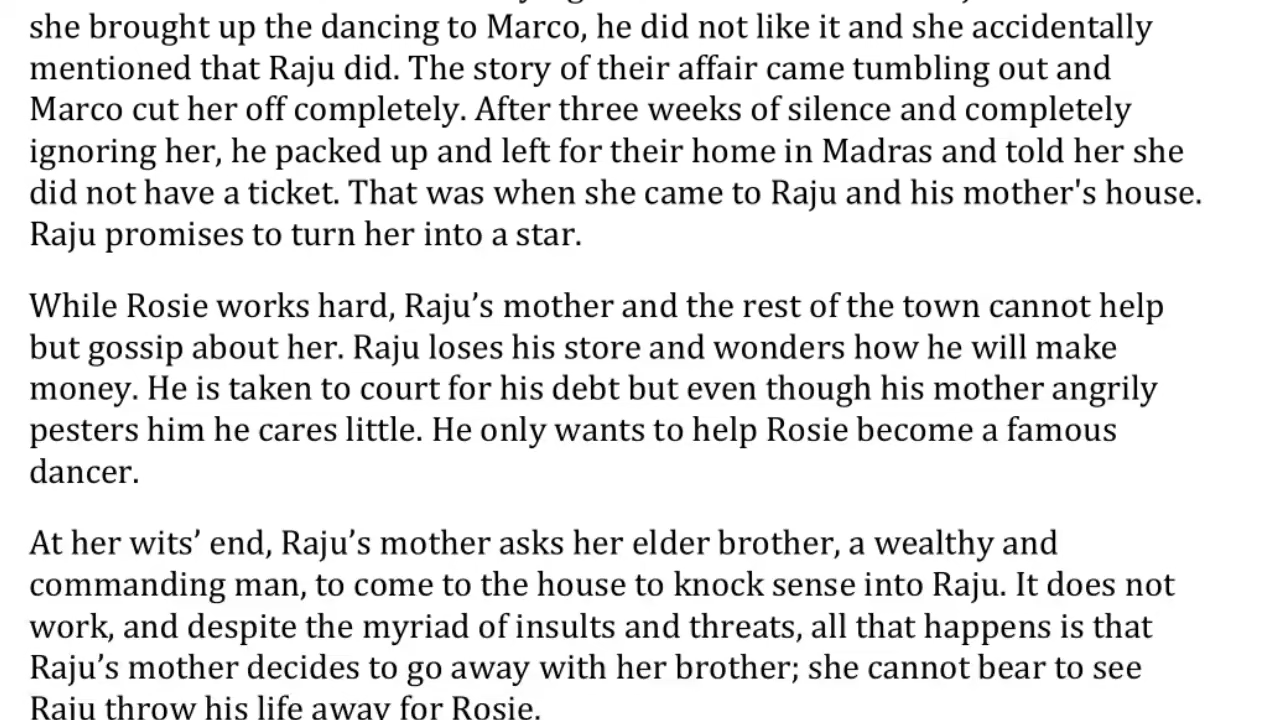 she brought up the dancing to Marco, he did not like it and she accidentally
mentioned that Raju did. The story of their affair came tumbling out and
Marco cut her off completely. After three weeks of silence and completely
ignoring her, he packed up and left for their home in Madras and told her she
did not have a ticket. That was when she came to Raju and his mother's house.
Raju promises to turn her into a star.
While Rosie works hard, Raju’s mother and the rest of the town cannot help
but gossip about her. Raju loses his store and wonders how he will make
money. He is taken to court for his debt but even though his mother angrily
pesters him he cares little. He only wants to help Rosie become a famous
dancer.
At her wits’ end, Raju’s mother asks her elder brother, a wealthy and
commanding man, to come to the house to knock sense into Raju. It does not
work, and despite the myriad of insults and threats, all that happens is that
Raju’s mother decides to go away with her brother; she cannot bear to see
Raju throw his life away for Rosie.